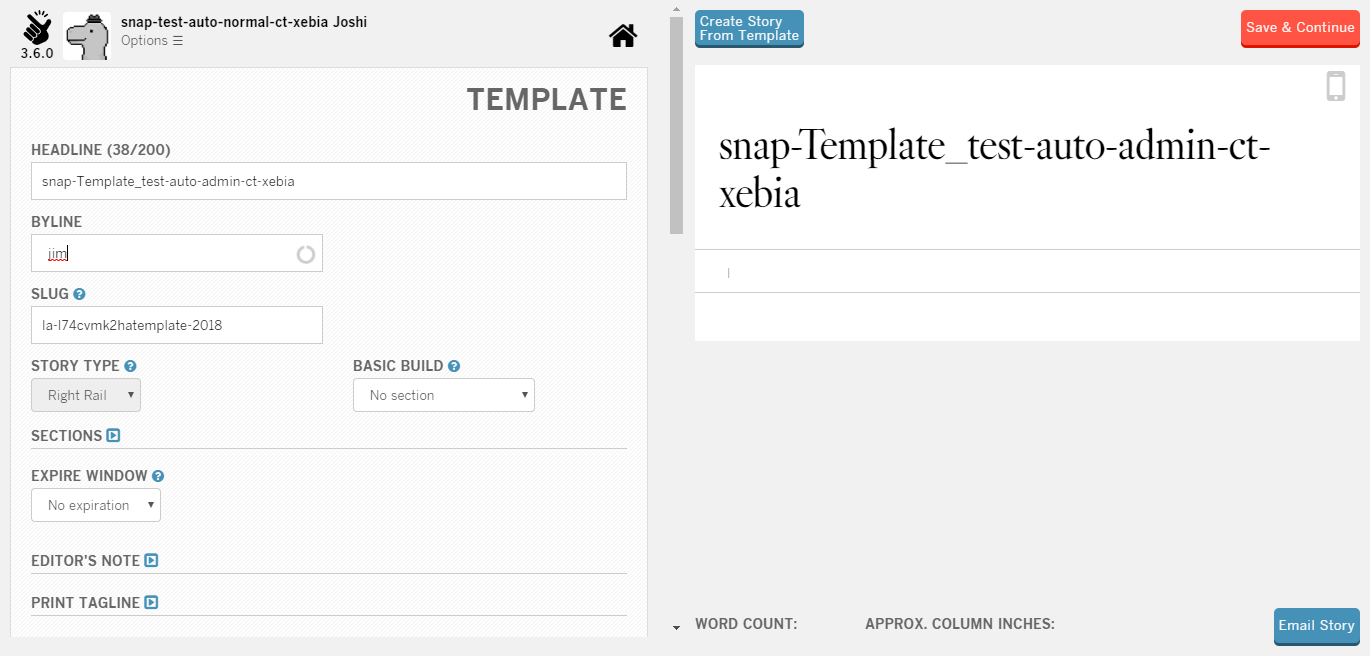 snap-test-auto-normal-ct-xebia Joshi
Options ☰
3.6.0
TEMPLATE
HEADLINE (38/200)
snap-Template_test-auto-admin-ct-xebia
BYLINE
jim
SLUG ?
la-l74cvmk2hatemplate-2018
STORY TYPE ?
BASIC BUILD ?
Right Rail
No section
SECTIONS
EXPIRE WINDOW ?
No expiration
EDITOR'S NOTE
PRINT TAGLINE
Create Story
From Template
Save & Continue
snap-Template_test-auto-admin-ct-
xebia
|
WORD COUNT:
APPROX. COLUMN INCHES:
Email Story